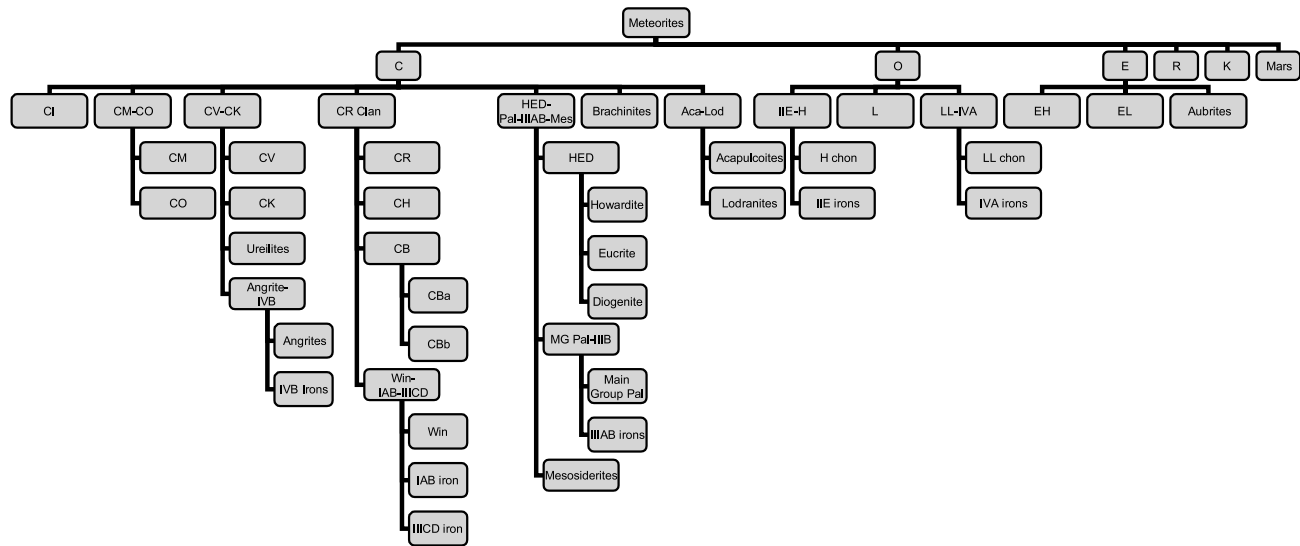 Meteorites
C
O
E
R
K
Mars
CI
CM-CO
CV-CK
CR Clan
HED-
Pal-IIIAB-Mes
Brachinites
Aca-Lod
IIE-H
L
LL-IVA
EH
EL
Aubrites
CM
CV
CR
HED
Acapulcoites
H chon
LL chon
CO
CK
CH
Howardite
Lodranites
IIE irons
IVA irons
Ureilites
CB
Eucrite
Angrite-
IVB
CBa
Diogenite
Angrites
CBb
MG Pal-IIIB
IVB Irons
Win-
IAB-IIICD
Main
Group Pal
Win
IIIAB irons
IAB iron
Mesosiderites
IIICD iron